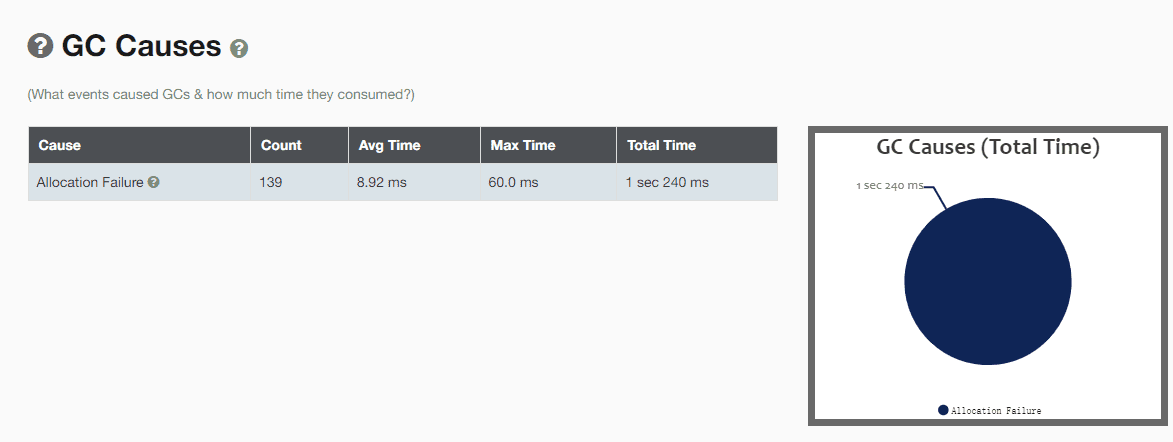 GC Causes
(What events caused GCs & how much time they consumed?)
Cause Count Avg Time Max Time Total Time
Allocation Failure 139 8.92 ms 60.0 ms 1 sec 240 ms
GC Causes (Total Time)
1 sec 240 ms
Allocation Failure